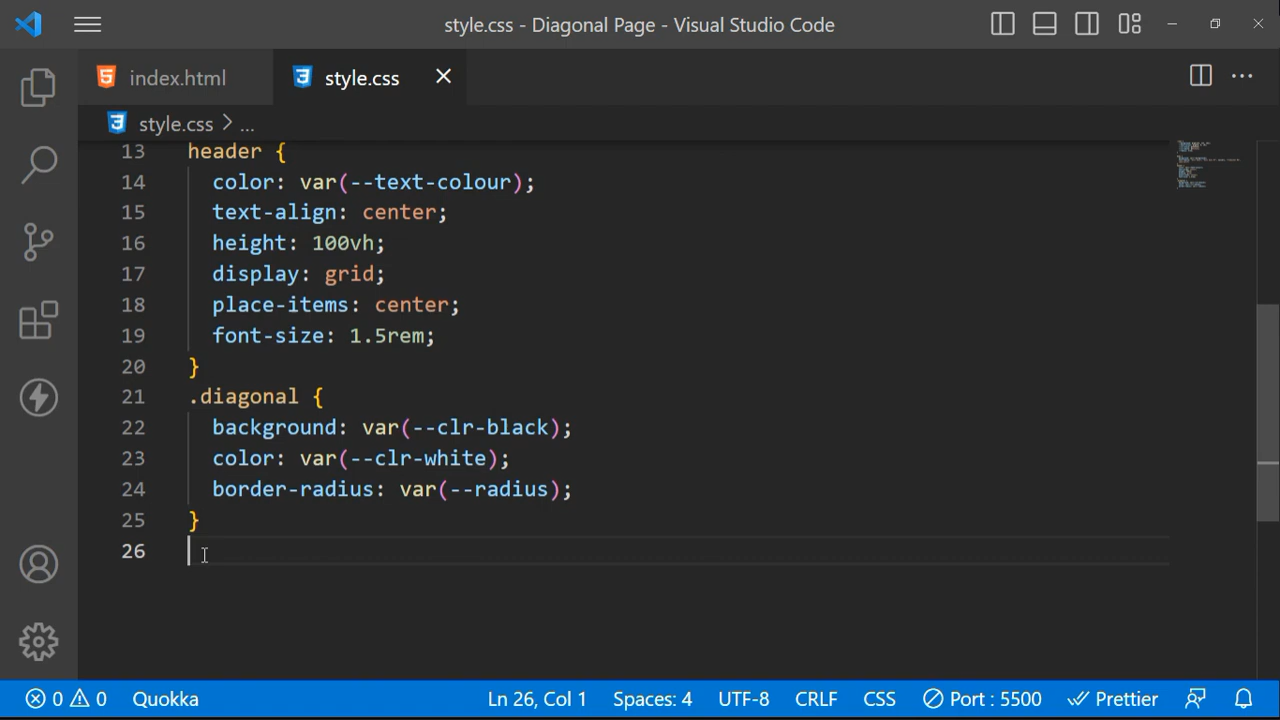 style.css - Diagonal Page - Visual Studio Code
index.html
style.css
style.css > ...
13 header {
14 color: var(--text-colour);
15 text-align: center;
16 height: 100vh;
17 display: grid;
18 place-items: center;
19 font-size: 1.5rem;
20 }
21 .diagonal {
22 background: var(--clr-black);
23 color: var(--clr-white);
24 border-radius: var(--radius);
25 }
26
0 0 Quokka Ln 26, Col 1 Spaces: 4 UTF-8 CRLF CSS Port : 5500 Prettier